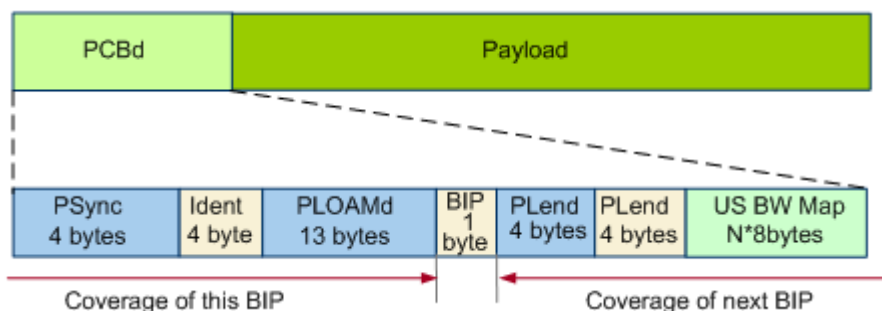 PCBd
Payload
PSync
4 bytes
Ident
4 byte
PLOAMd
13 bytes
BIP
1
byte
PLend
4 bytes
PLend
4 bytes
US BW Map
N*8bytes
Coverage of this BIP
Coverage of next BIP